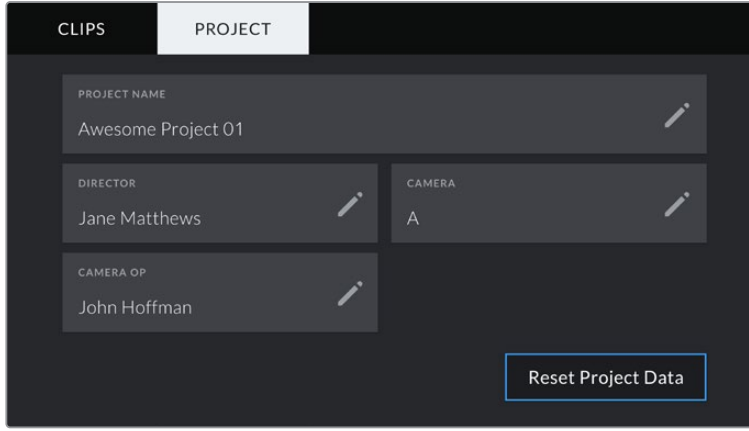 CLIPS PROJECT
PROJECT NAME
Awesome Project 01
DIRECTOR
Jane Matthews
CAMERA
A
CAMERA OP
John Hoffman
Reset Project Data